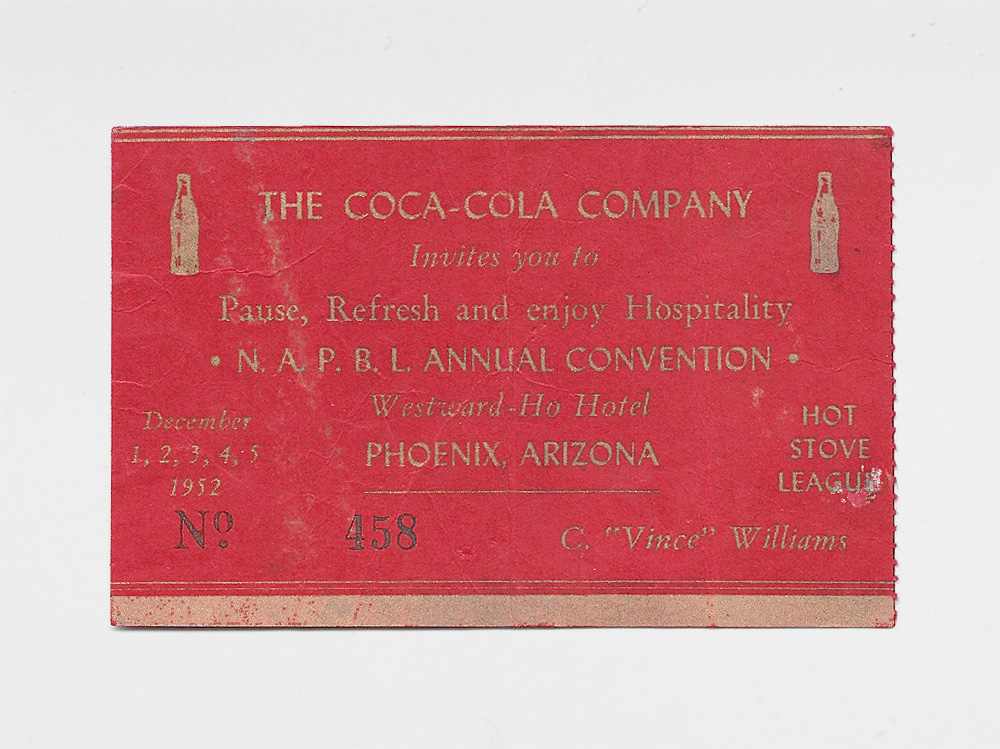 THE COCA-COLA COMPANY
Invites you to
Pause, Refresh and enjoy Hospitality
• N. A. P. B. L. ANNUAL CONVENTION •
Westward-Ho Hotel
PHOENIX, ARIZONA
December
1, 2, 3, 4, 5
1952
HOT
STOVE
LEAGUE
Nº 458
C. "Vince" Williams